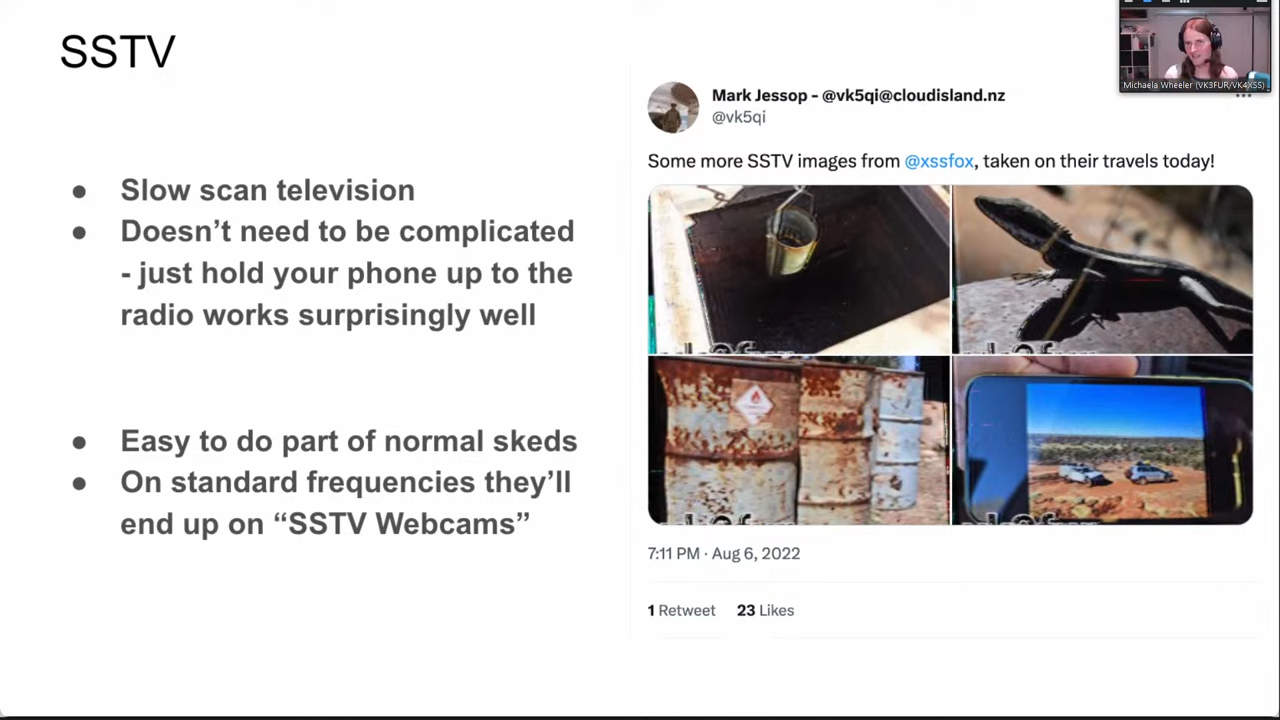 SSTV
Michaela Wheeler (VK3FUR/VK4XSS)
● Slow scan television
● Doesn’t need to be complicated
- just hold your phone up to the
radio works surprisingly well
● Easy to do part of normal skeds
● On standard frequencies they’ll
end up on “SSTV Webcams”
Mark Jessop - @vk5qi@cloudisland.nz
@vk5qi
Some more SSTV images from @xssfox, taken on their travels today!
7:11 PM · Aug 6, 2022
1 Retweet 23 Likes